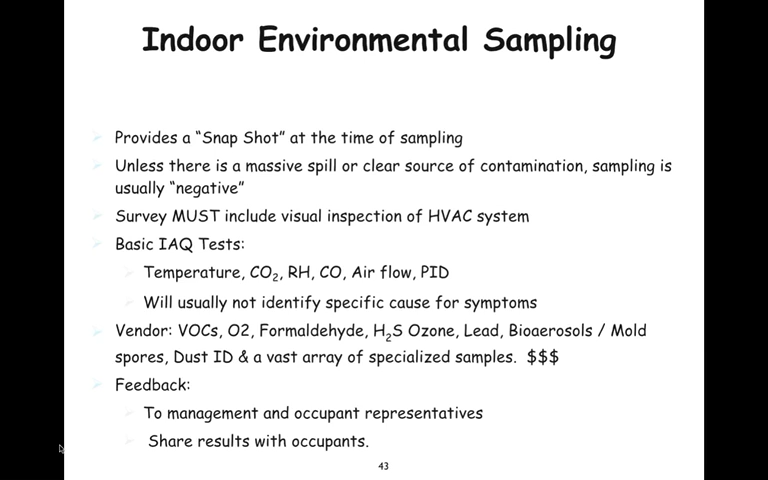 Indoor Environmental Sampling
Provides a “Snap Shot” at the time of sampling
Unless there is a massive spill or clear source of contamination, sampling is
usually “negative”
Survey MUST include visual inspection of HVAC system
Basic IAQ Tests:
Temperature, CO₂, RH, CO, Air flow, PID
Will usually not identify specific cause for symptoms
Vendor: VOCs, O2, Formaldehyde, H₂S Ozone, Lead, Bioaerosols / Mold
spores, Dust ID & a vast array of specialized samples. $$$
Feedback:
To management and occupant representatives
Share results with occupants.
43